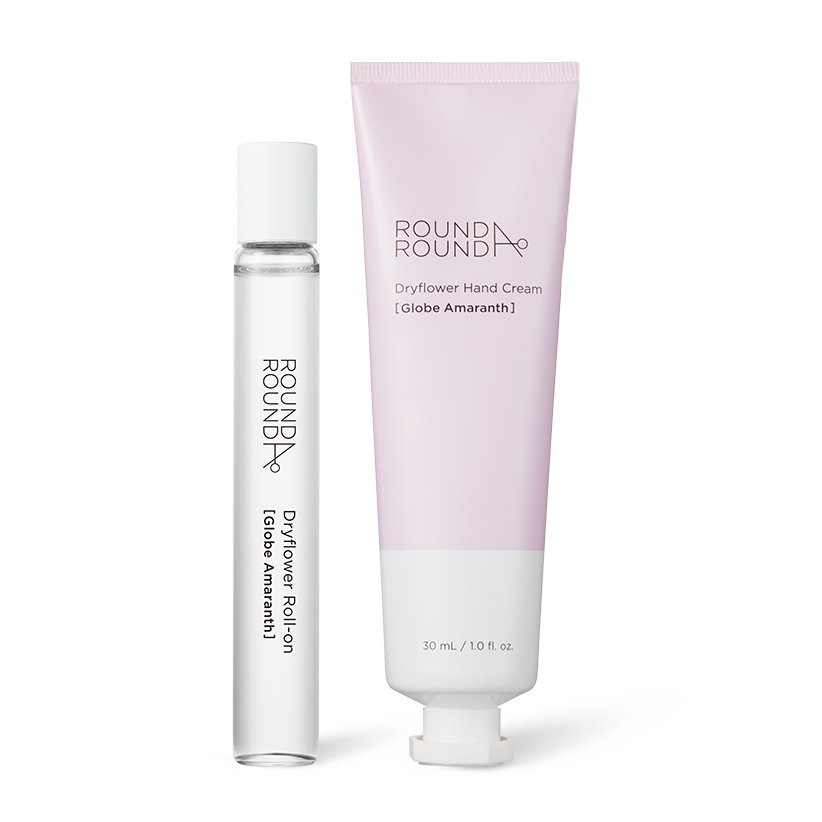 ROUND
ROUND A
Dryflower Roll-on
[Globe Amaranth]
ROUND
ROUND A
Dryflower Hand Cream
[Globe Amaranth]
30 mL / 1.0 fl. oz.